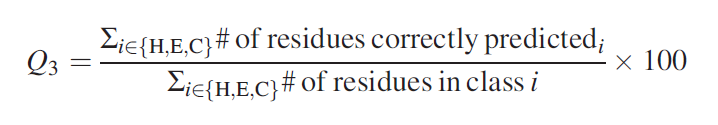 Q₃ = Σᵢ∈{H,E,C} # of residues correctly predictedᵢ / Σᵢ∈{H,E,C} # of residues in class i × 100